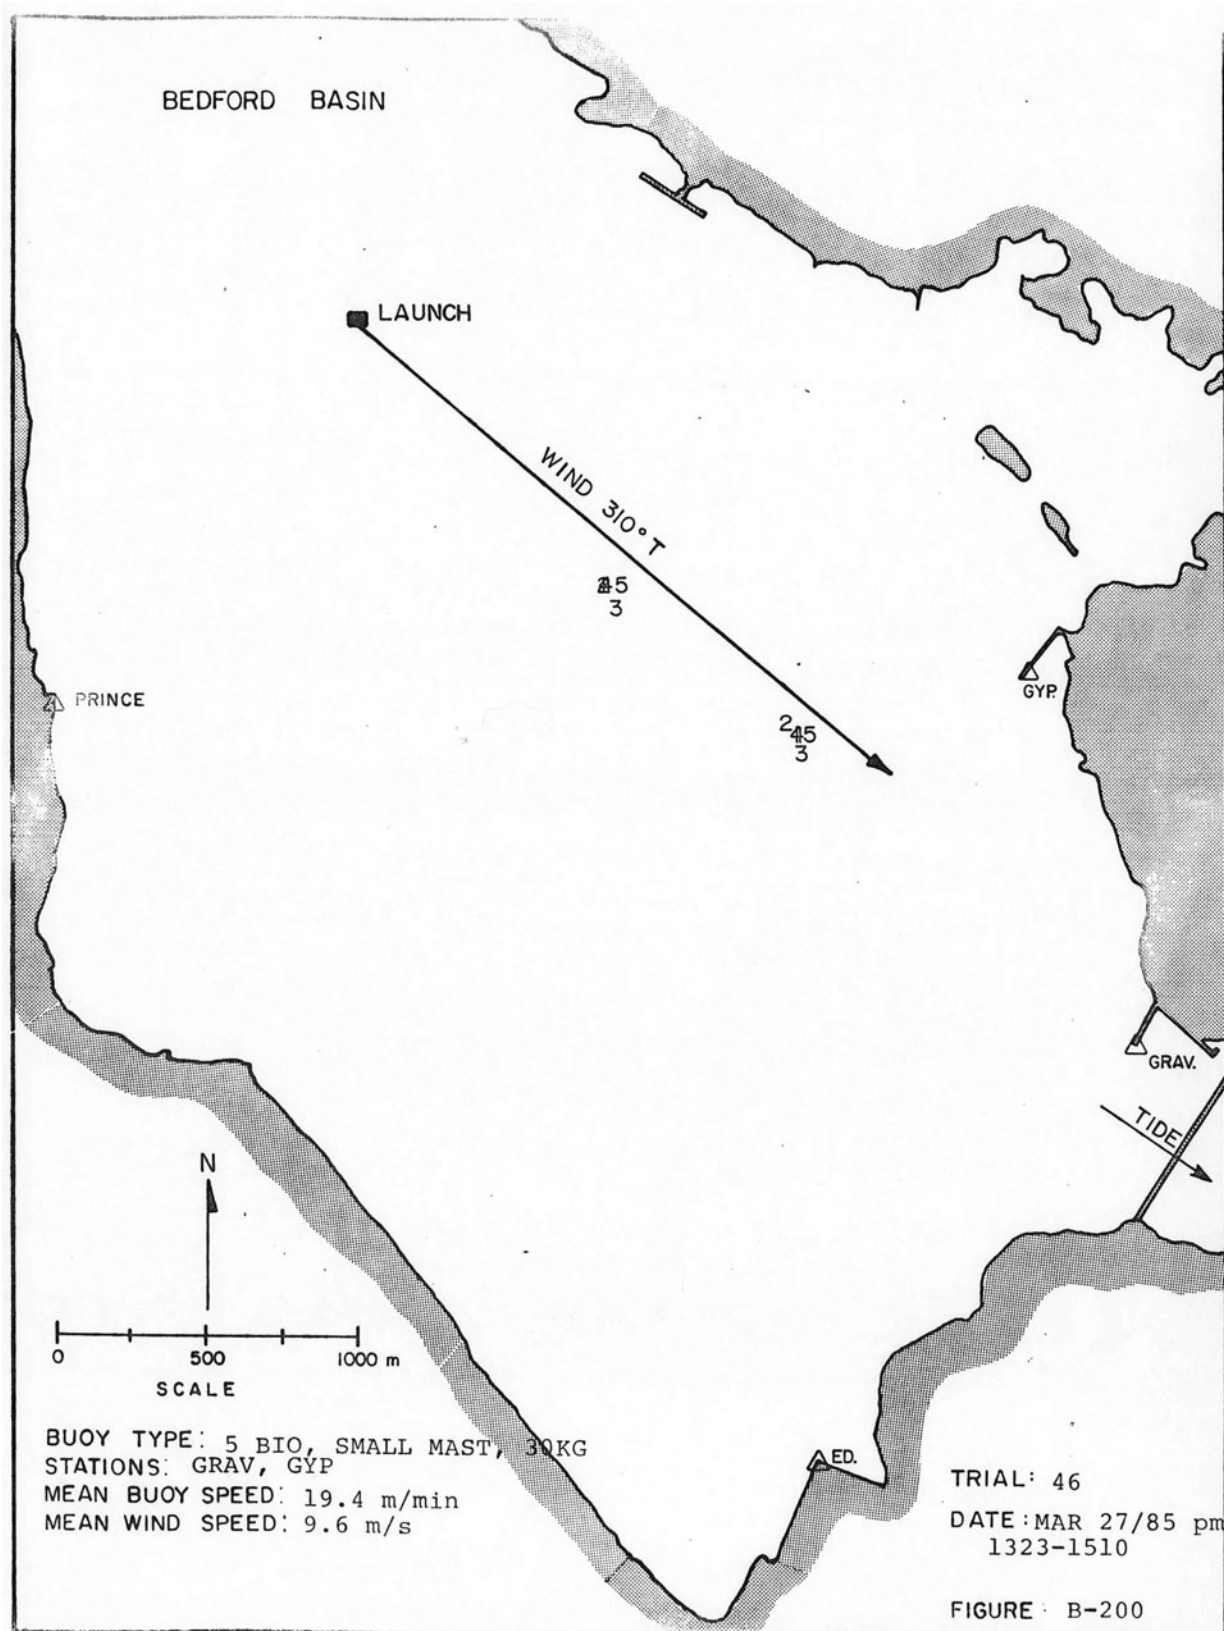 BEDFORD BASIN
LAUNCH
WIND 310° T
5
3
PRINCE
GYP.
2
45
3
GRAV.
TIDE
N
0 500 1000 m
SCALE
BUOY TYPE: 5 BIO, SMALL MAST, 30KG
STATIONS: GRAV, GYP
MEAN BUOY SPEED: 19.4 m/min
MEAN WIND SPEED: 9.6 m/s
ED.
TRIAL: 46
DATE: MAR 27/85 pm
1323-1510
FIGURE: B-200